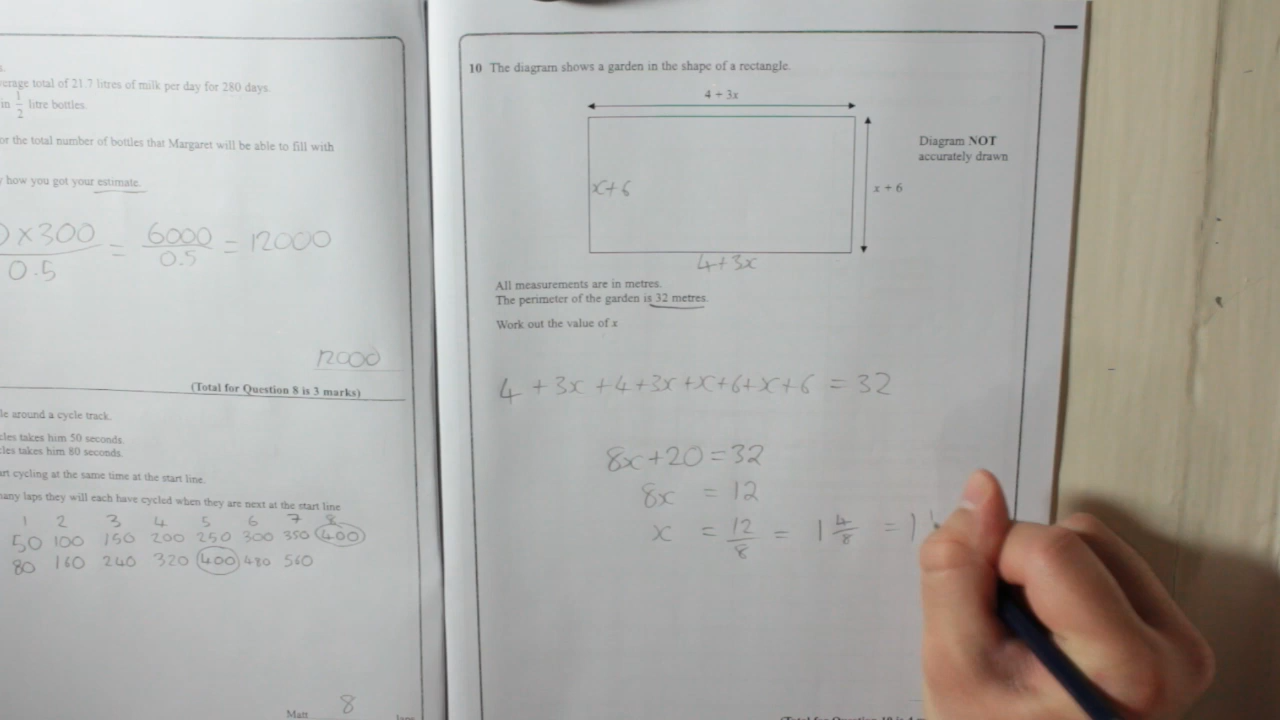 erage total of 21.7 litres of milk per day for 280 days.
in 1/2 litre bottles.
or the total number of bottles that Margaret will be able to fill with
how you got your estimate.
0 x 300 / 0.5 = 6000 / 0.5 = 12000
12000
(Total for Question 8 is 3 marks)
le around a cycle track.
cles takes him 50 seconds.
cles takes him 80 seconds.
art cycling at the same time at the start line.
many laps they will each have cycled when they are next at the start line
1 2 3 4 5 6 7 8
50 100 150 200 250 300 350 400
80 160 240 320 400 480 560
Matt 8
10 The diagram shows a garden in the shape of a rectangle.
4 + 3x
Diagram NOT
accurately drawn
x+6
x + 6
4+3x
All measurements are in metres.
The perimeter of the garden is 32 metres.
Work out the value of x
4 + 3x + 4 + 3x + x + 6 + x + 6 = 32
8x + 20 = 32
8x = 12
x = 12/8 = 1 4/8 = 1